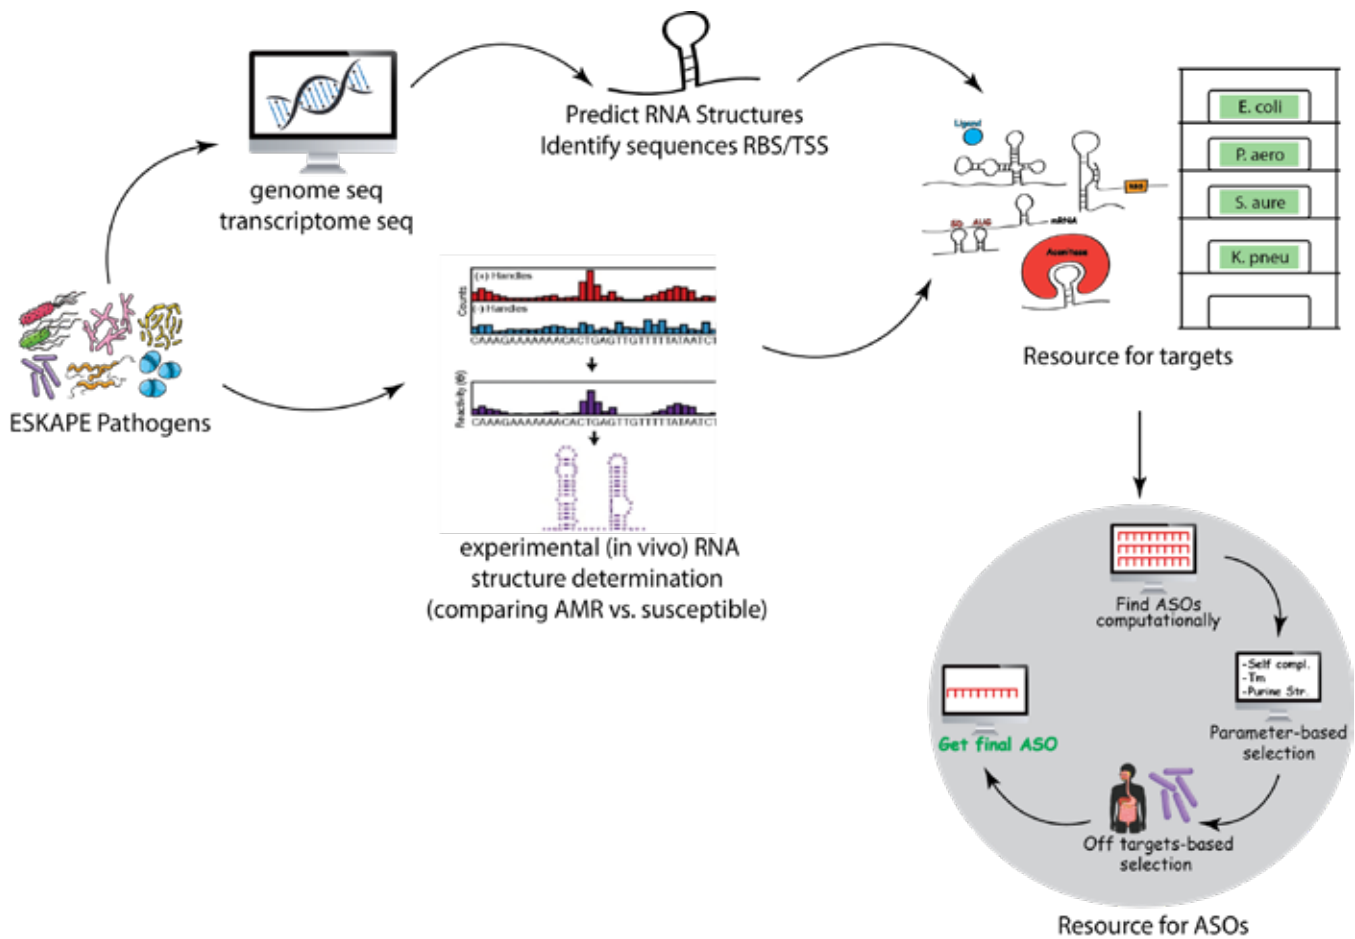 genome seq
transcriptome seq
Predict RNA Structures
Identify sequences RBS/TSS
ESKAPE Pathogens
(+) Handles
Counts
(-) Handles
CAAAGAAAAAAACACTGAGTTGTTTTTATAATCT
Reactivity (Θ)
CAAAGAAAAAAACACTGAGTTGTTTTTATAATCT
experimental (in vivo) RNA
structure determination
(comparing AMR vs. susceptible)
Ligand
RBS
SD AUG mRNA
Aconitase
E. coli
P. aero
S. aure
K. pneu
Resource for targets
Find ASOs
computationally
-Self compl.
-Tm
-Purine Str.
Parameter-based
selection
Off targets-based
selection
Get final ASO
Resource for ASOs